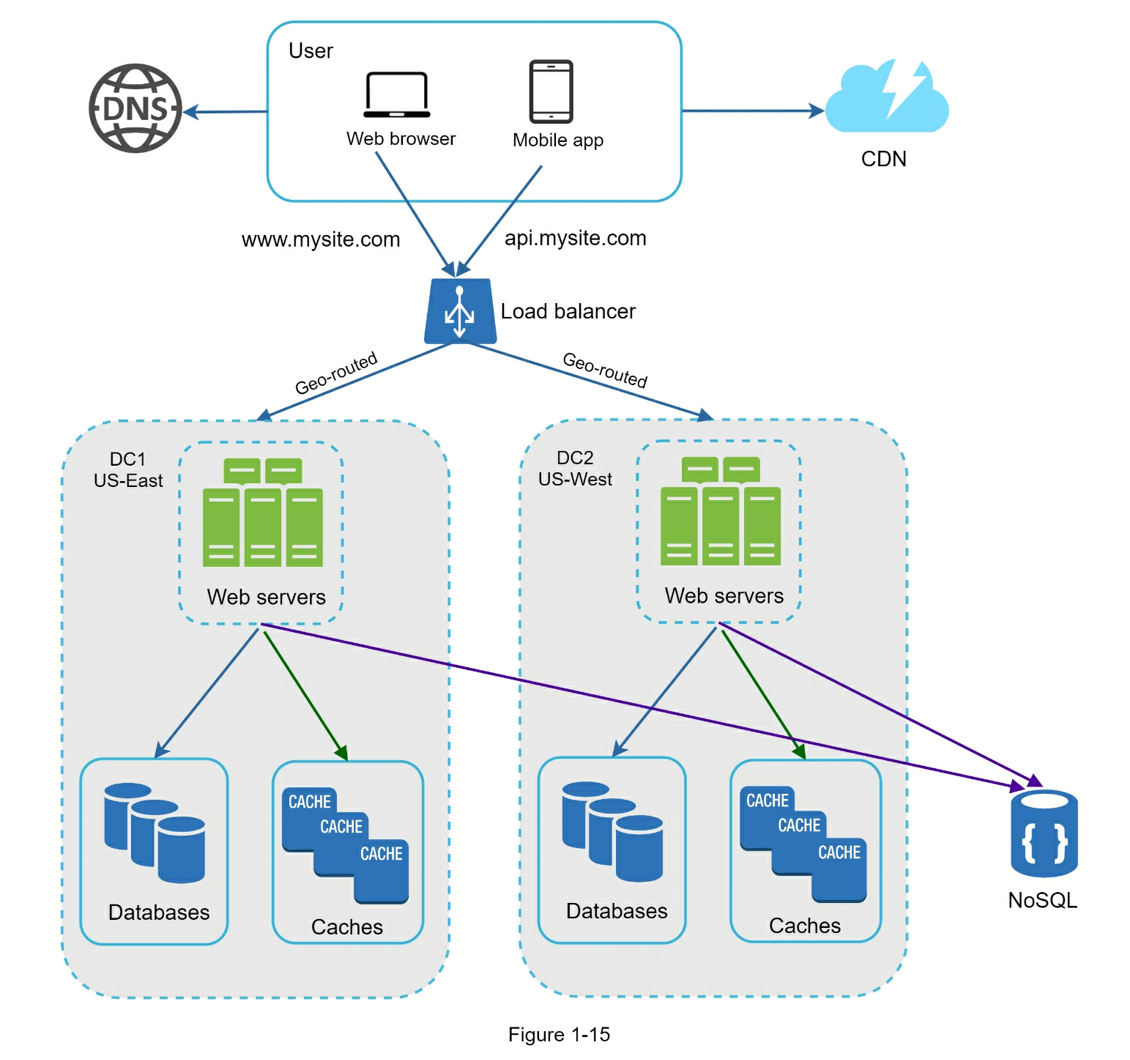 User
DNS
Web browser
Mobile app
CDN
www.mysite.com
api.mysite.com
Load balancer
Geo-routed
Geo-routed
DC1
US-East
Web servers
DC2
US-West
Web servers
CACHE
CACHE
CACHE
Databases
Caches
CACHE
CACHE
CACHE
Databases
Caches
{ }
NoSQL
Figure 1-15